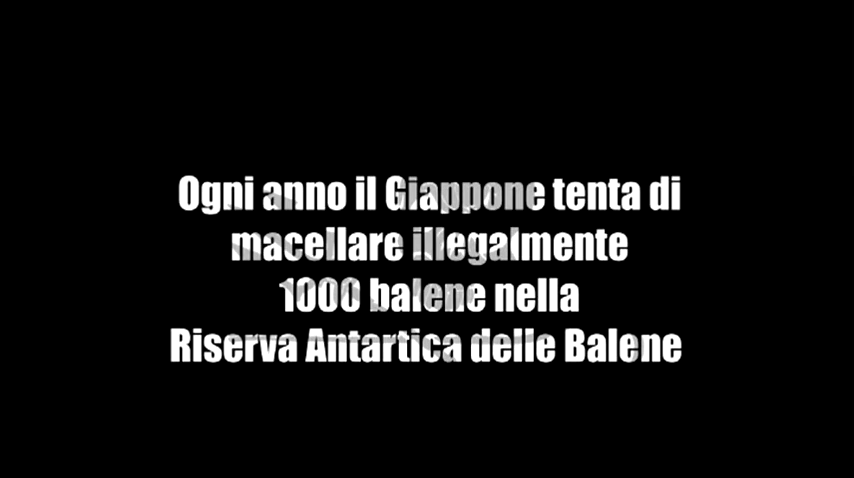 Ogni anno il Giappone tenta di
macellare illegalmente
1000 balene nella
Riserva Antartica delle Balene